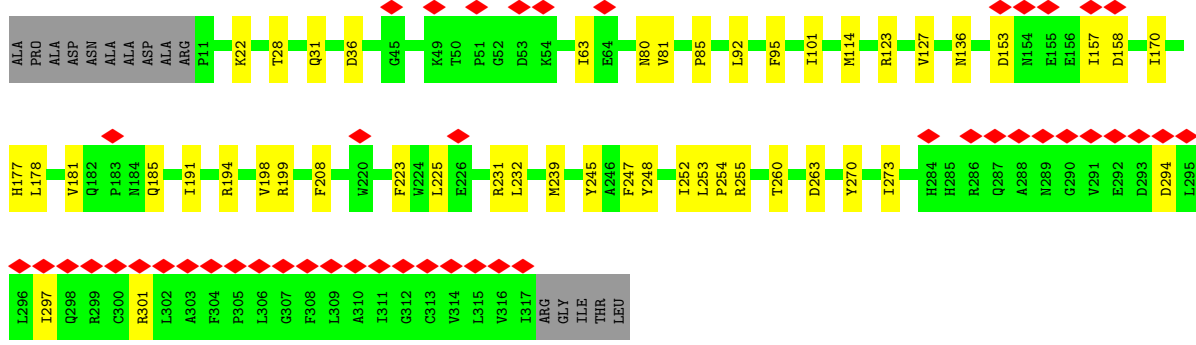 ALA PRO ALA ASP ASN ALA ALA ASP ALA ARG P11 K22 T28 Q31 D36 G45 K49 T50 P51 G52 D53 K54 I63 E64 N80 V81 P85 L92 F95 I101 M114 R123 V127 N136 D153 N154 E155 E156 I157 D158 I170
H177 L178 V181 Q182 P183 N184 Q185 I191 R194 V198 R199 F208 W220 F223 W224 L225 E226 R231 L232 M239 Y245 A246 F247 Y248 I252 L253 P254 R255 T260 D263 Y270 I273 H284 H285 R286 Q287 A288 N289 G290 V291 E292 D293 D294 L295
L296 I297 Q298 R299 C300 R301 L302 A303 F304 P305 L306 G307 F308 L309 A310 I311 G312 C313 V314 L315 V316 I317 ARG GLY ILE THR LEU